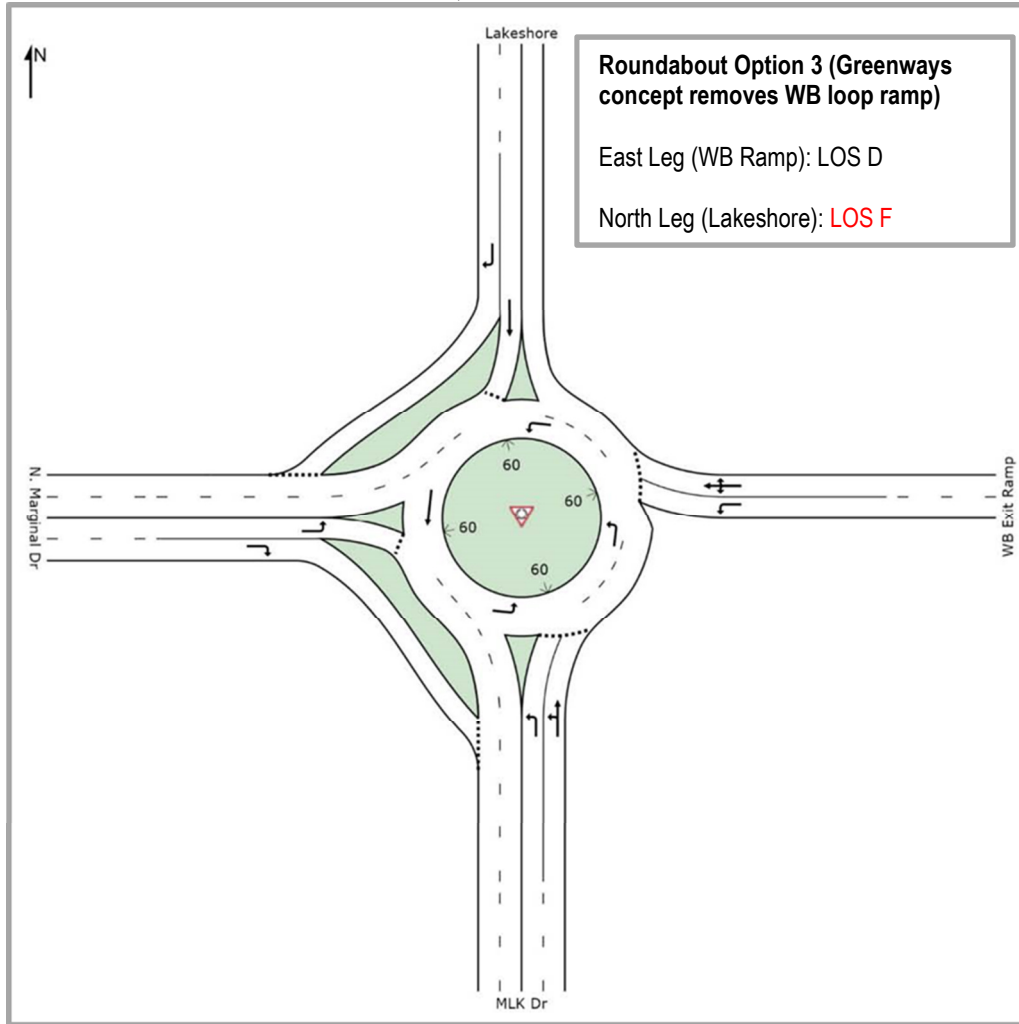 Lakeshore
N
Roundabout Option 3 (Greenways
concept removes WB loop ramp)
East Leg (WB Ramp): LOS D
North Leg (Lakeshore): LOS F
60
60
60
60
N. Marginal Dr
WB Exit Ramp
MLK Dr